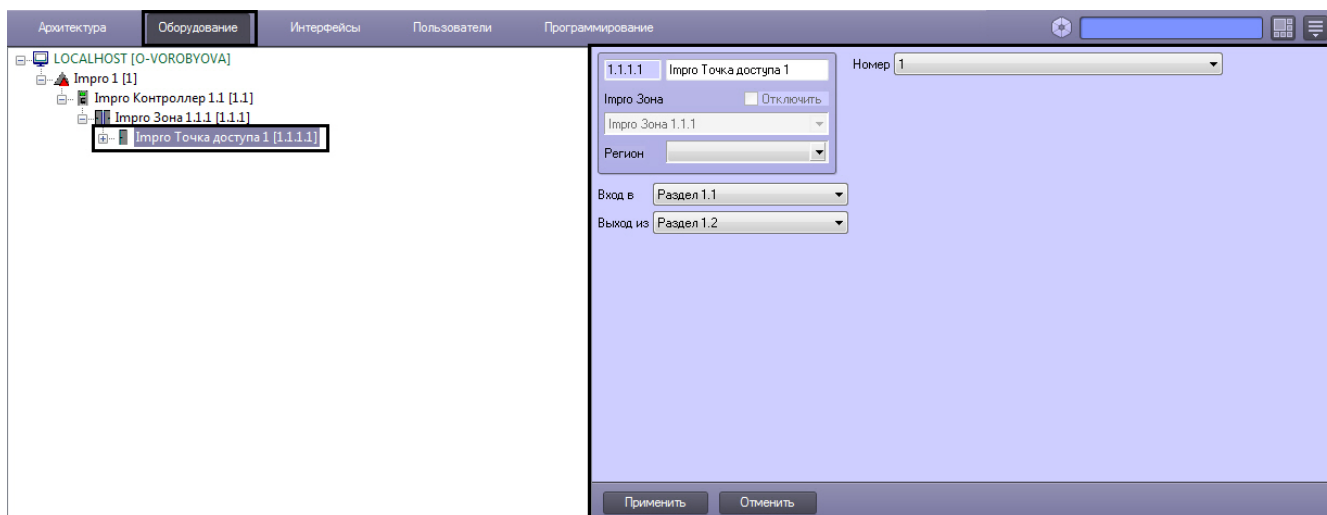 Архитектура Оборудование Интерфейсы Пользователи Программирование
LOCALHOST [O-VOROBYOVA]
Impro 1 [1]
Impro Контроллер 1.1 [1.1]
Impro Зона 1.1.1 [1.1.1]
Impro Точка доступа 1 [1.1.1.1]
1.1.1.1 Impro Точка доступа 1
Impro Зона Отключить
Impro Зона 1.1.1
Регион
Номер 1
Вход в Раздел 1.1
Выход из Раздел 1.2
Применить Отменить